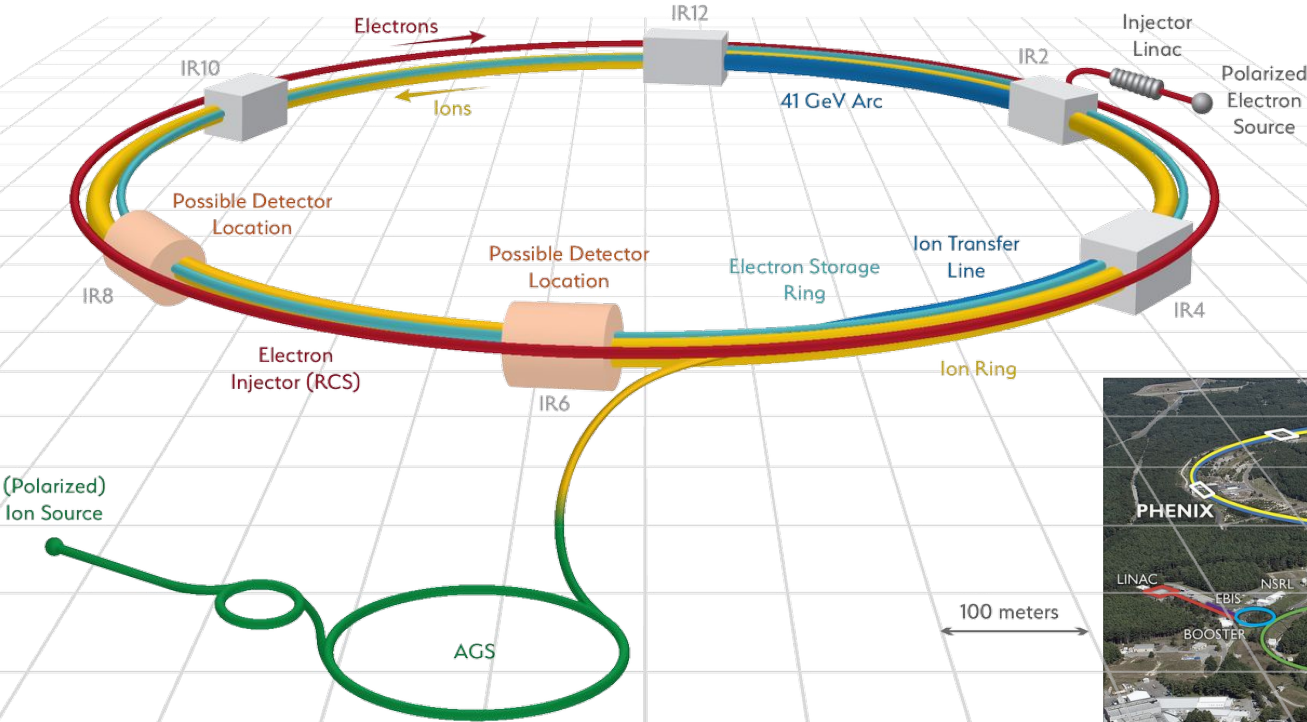 IR12
Electrons
Injector
Linac
IR10
IR2
Polarized
Electron
Source
Ions
41 GeV Arc
Possible Detector
Location
Possible Detector
Location
Ion Transfer
Line
Electron Storage
Ring
IR8
IR4
Electron
Injector (RCS)
Ion Ring
IR6
(Polarized)
Ion Source
PHENIX
LINAC
NSRL
EBIS
BOOSTER
100 meters
AGS